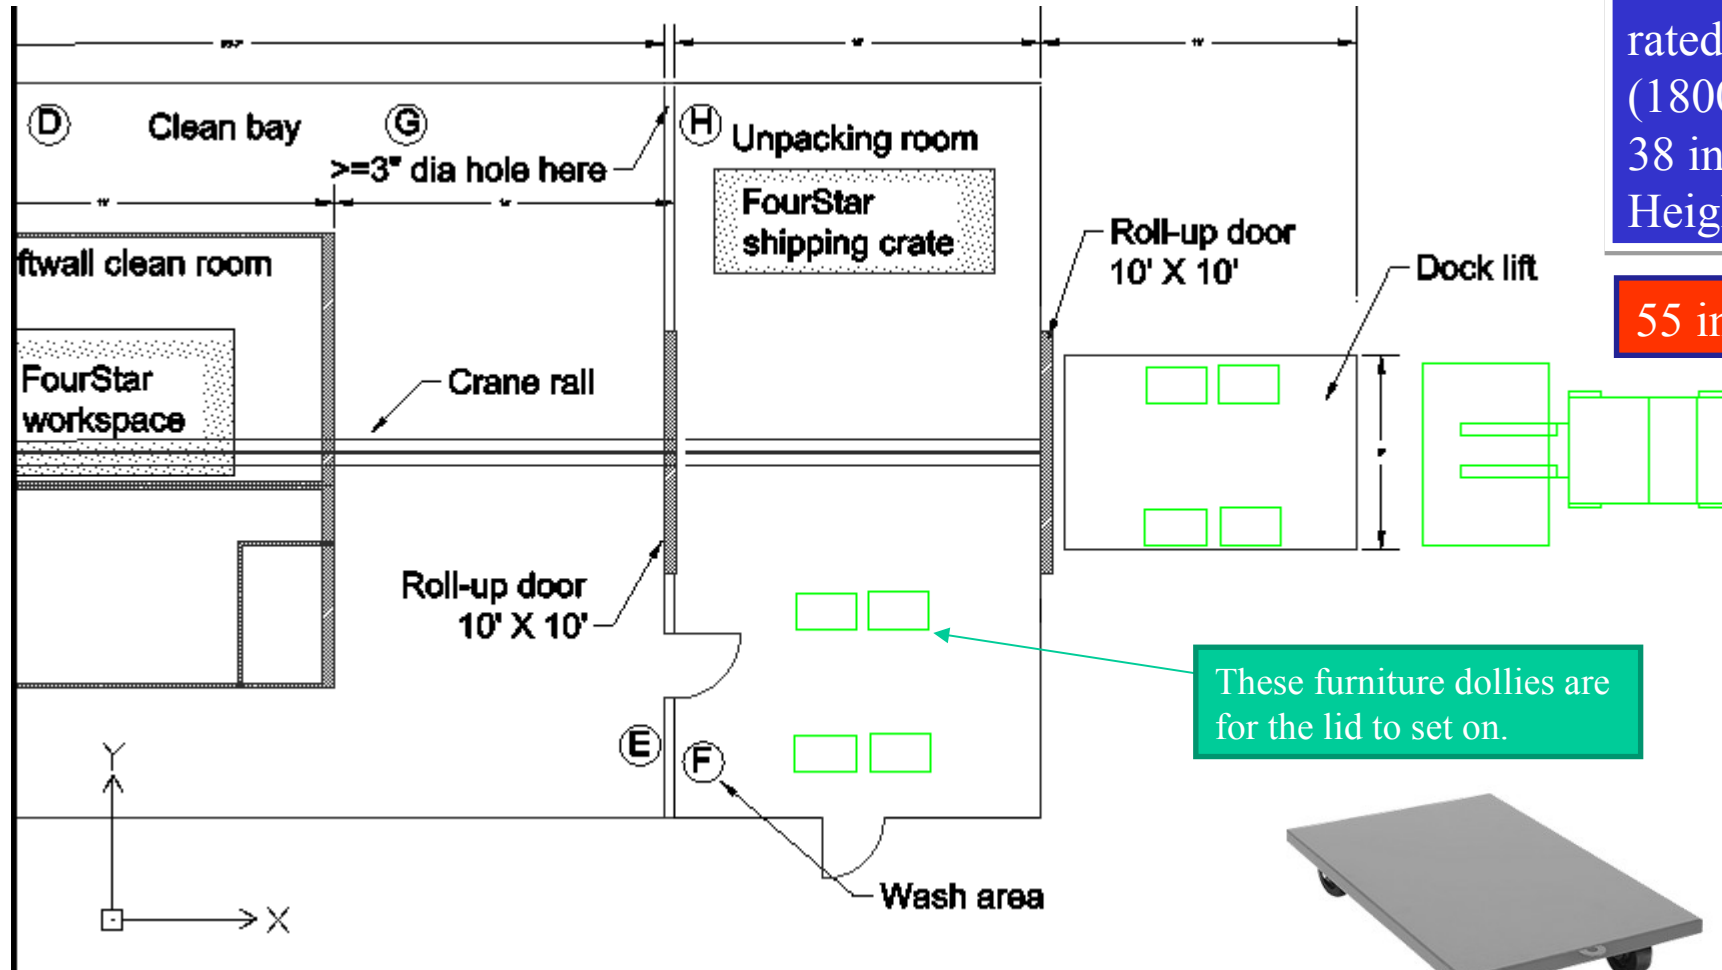 rated
(180
38 in
Heig
55 in
D
Clean bay
G
>=3" dia hole here
H
Unpacking room
FourStar
shipping crate
Roll-up door
10' X 10'
Dock lift
ftwall clean room
FourStar
workspace
Crane rail
Roll-up door
10' X 10'
These furniture dollies are
for the lid to set on.
E
F
Wash area
Y
X